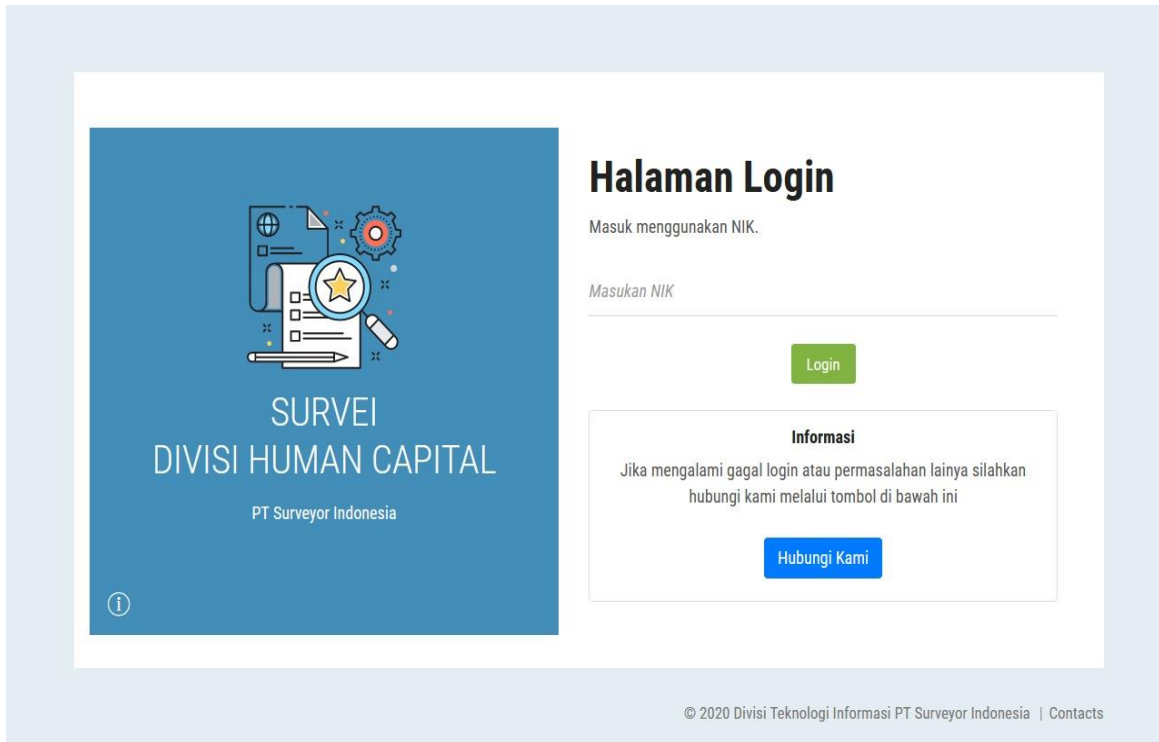 SURVEI
DIVISI HUMAN CAPITAL
PT Surveyor Indonesia
Halaman Login
Masuk menggunakan NIK.
Masukan NIK
Login
Informasi
Jika mengalami gagal login atau permasalahan lainya silahkan
hubungi kami melalui tombol di bawah ini
Hubungi Kami
© 2020 Divisi Teknologi Informasi PT Surveyor Indonesia | Contacts